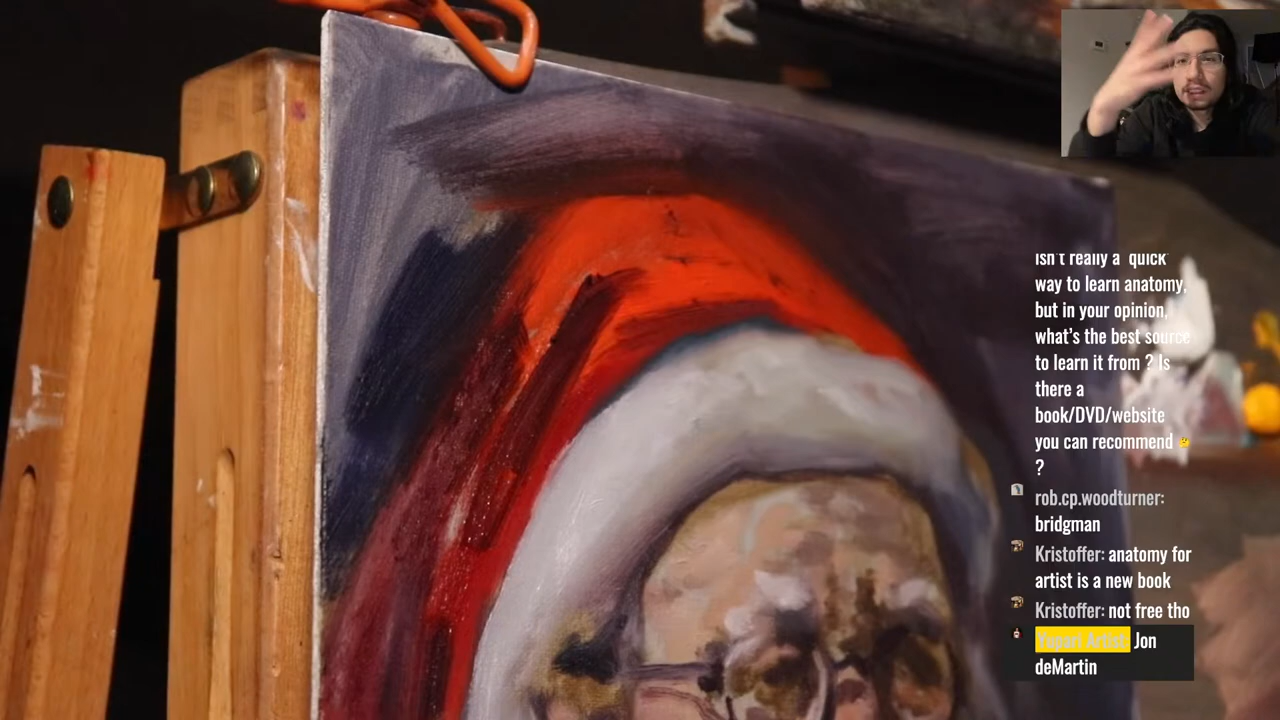 isn't really a "quick"
way to learn anatomy,
but in your opinion,
what's the best source
to learn it from ? Is
there a
book/DVD/website
you can recommend 🤔
?
rob.cp.woodturner:
bridgman
Kristoffer: anatomy for
artist is a new book
Kristoffer: not free tho
Yupari Artist: Jon
deMartin